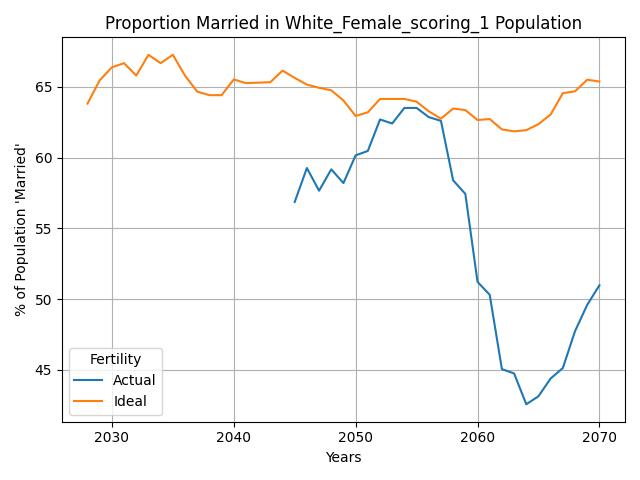 Proportion Married in White_Female_scoring_1 Population
% of Population 'Married'
65
60
55
50
45
Fertility
Actual
Ideal
2030 2040 2050 2060 2070
Years